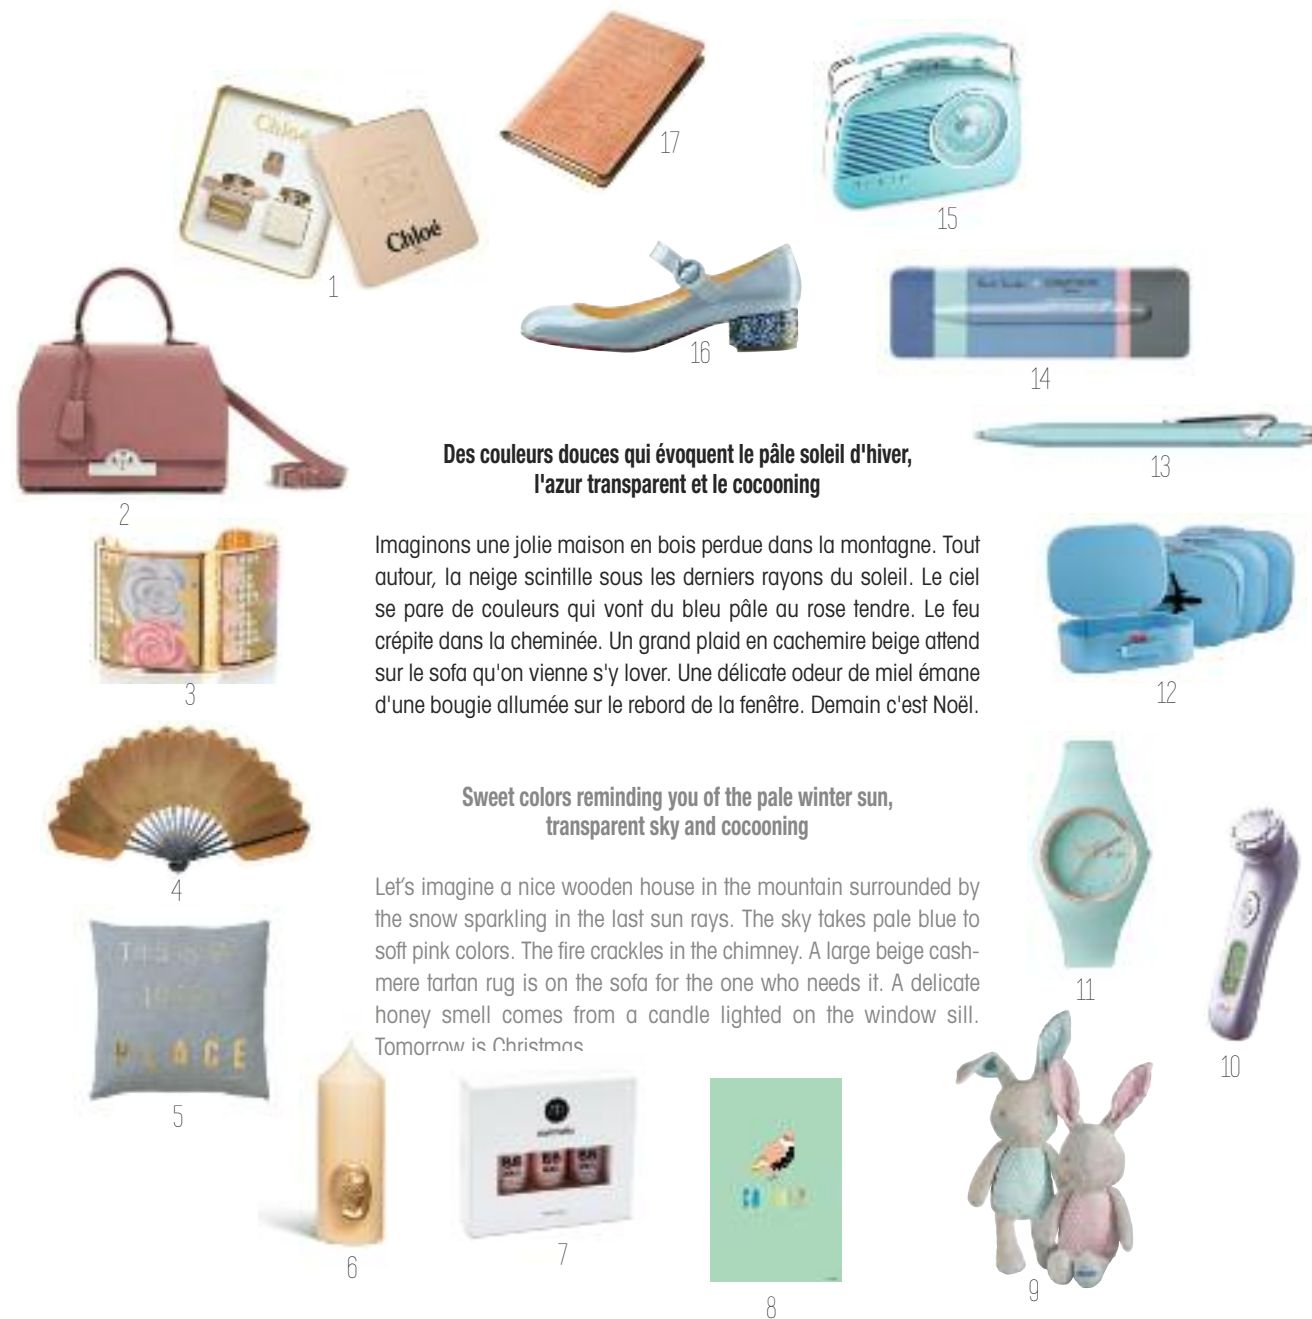 Chloé
Chloé
17
15
1
16
14
13
2
Des couleurs douces qui évoquent le pâle soleil d'hiver,
l'azur transparent et le cocooning
Imaginons une jolie maison en bois perdue dans la montagne. Tout
autour, la neige scintille sous les derniers rayons du soleil. Le ciel
se pare de couleurs qui vont du bleu pâle au rose tendre. Le feu
crépite dans la cheminée. Un grand plaid en cachemire beige attend
sur le sofa qu'on vienne s'y lover. Une délicate odeur de miel émane
d'une bougie allumée sur le rebord de la fenêtre. Demain c'est Noël.
3
12
4
Sweet colors reminding you of the pale winter sun,
transparent sky and cocooning
Let's imagine a nice wooden house in the mountain surrounded by
the snow sparkling in the last sun rays. The sky takes pale blue to
soft pink colors. The fire crackles in the chimney. A large beige cash-
mere tartan rug is on the sofa for the one who needs it. A delicate
honey smell comes from a candle lighted on the window sill.
Tomorrow is Christmas
11
10
PLACE
5
6
7
8
9